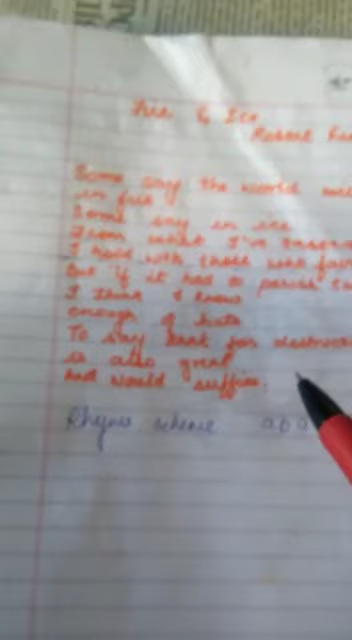 Fire & Ice
Robert
Some say the world
in fire
Some say in ice
From what I've
I hold with those who
But if it had to perish
I think I know
enough of hate
To say that for
is also great
And would suffice.
Rhyme scheme aba